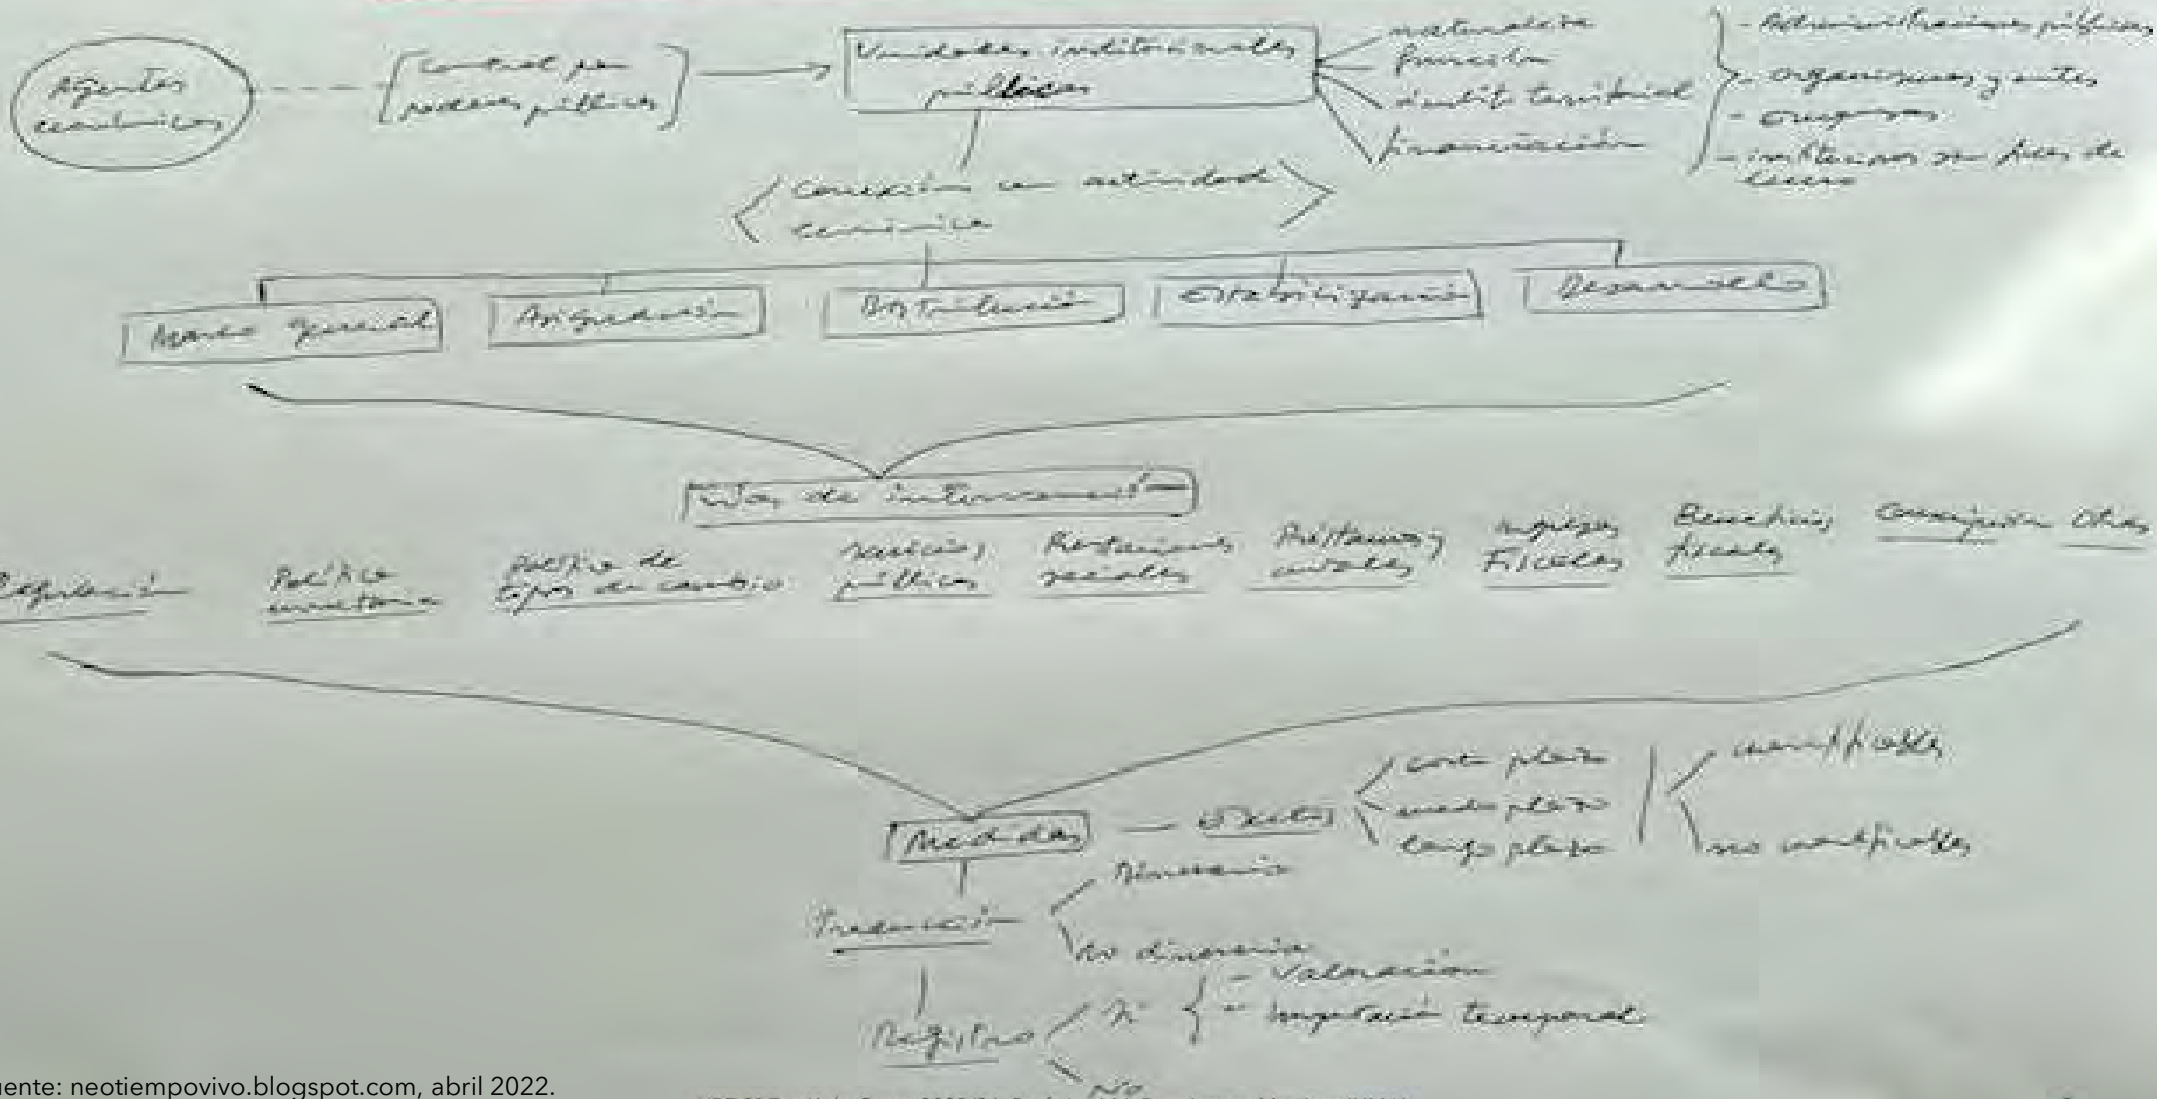 Agentes
económicos
Control por
poderes públicos
Unidades institucionales
públicas
naturaleza
función
ámbito territorial
financiación
- Administraciones públicas
- organismos y entes
- empresas
- instituciones sin fines de
lucro
Conexión con actividad
económica
Marco general
Asignación
Distribución
Estabilización
Desarrollo
Vías de intervención
Regulación
Política
monetaria
Política de
tipos de cambio
Servicios
públicos
Prestaciones
sociales
Préstamos y
avales
Ingresos
Fiscales
Beneficios
fiscales
Otras
Medidas
Efectos
corto plazo
medio plazo
largo plazo
cuantificables
no cuantificables
Traducción
Dineraria
No dineraria
Registro
Sí
- Valoración
- Imputación temporal
No
uente: neotiempovivo.blogspot.com, abril 2022.